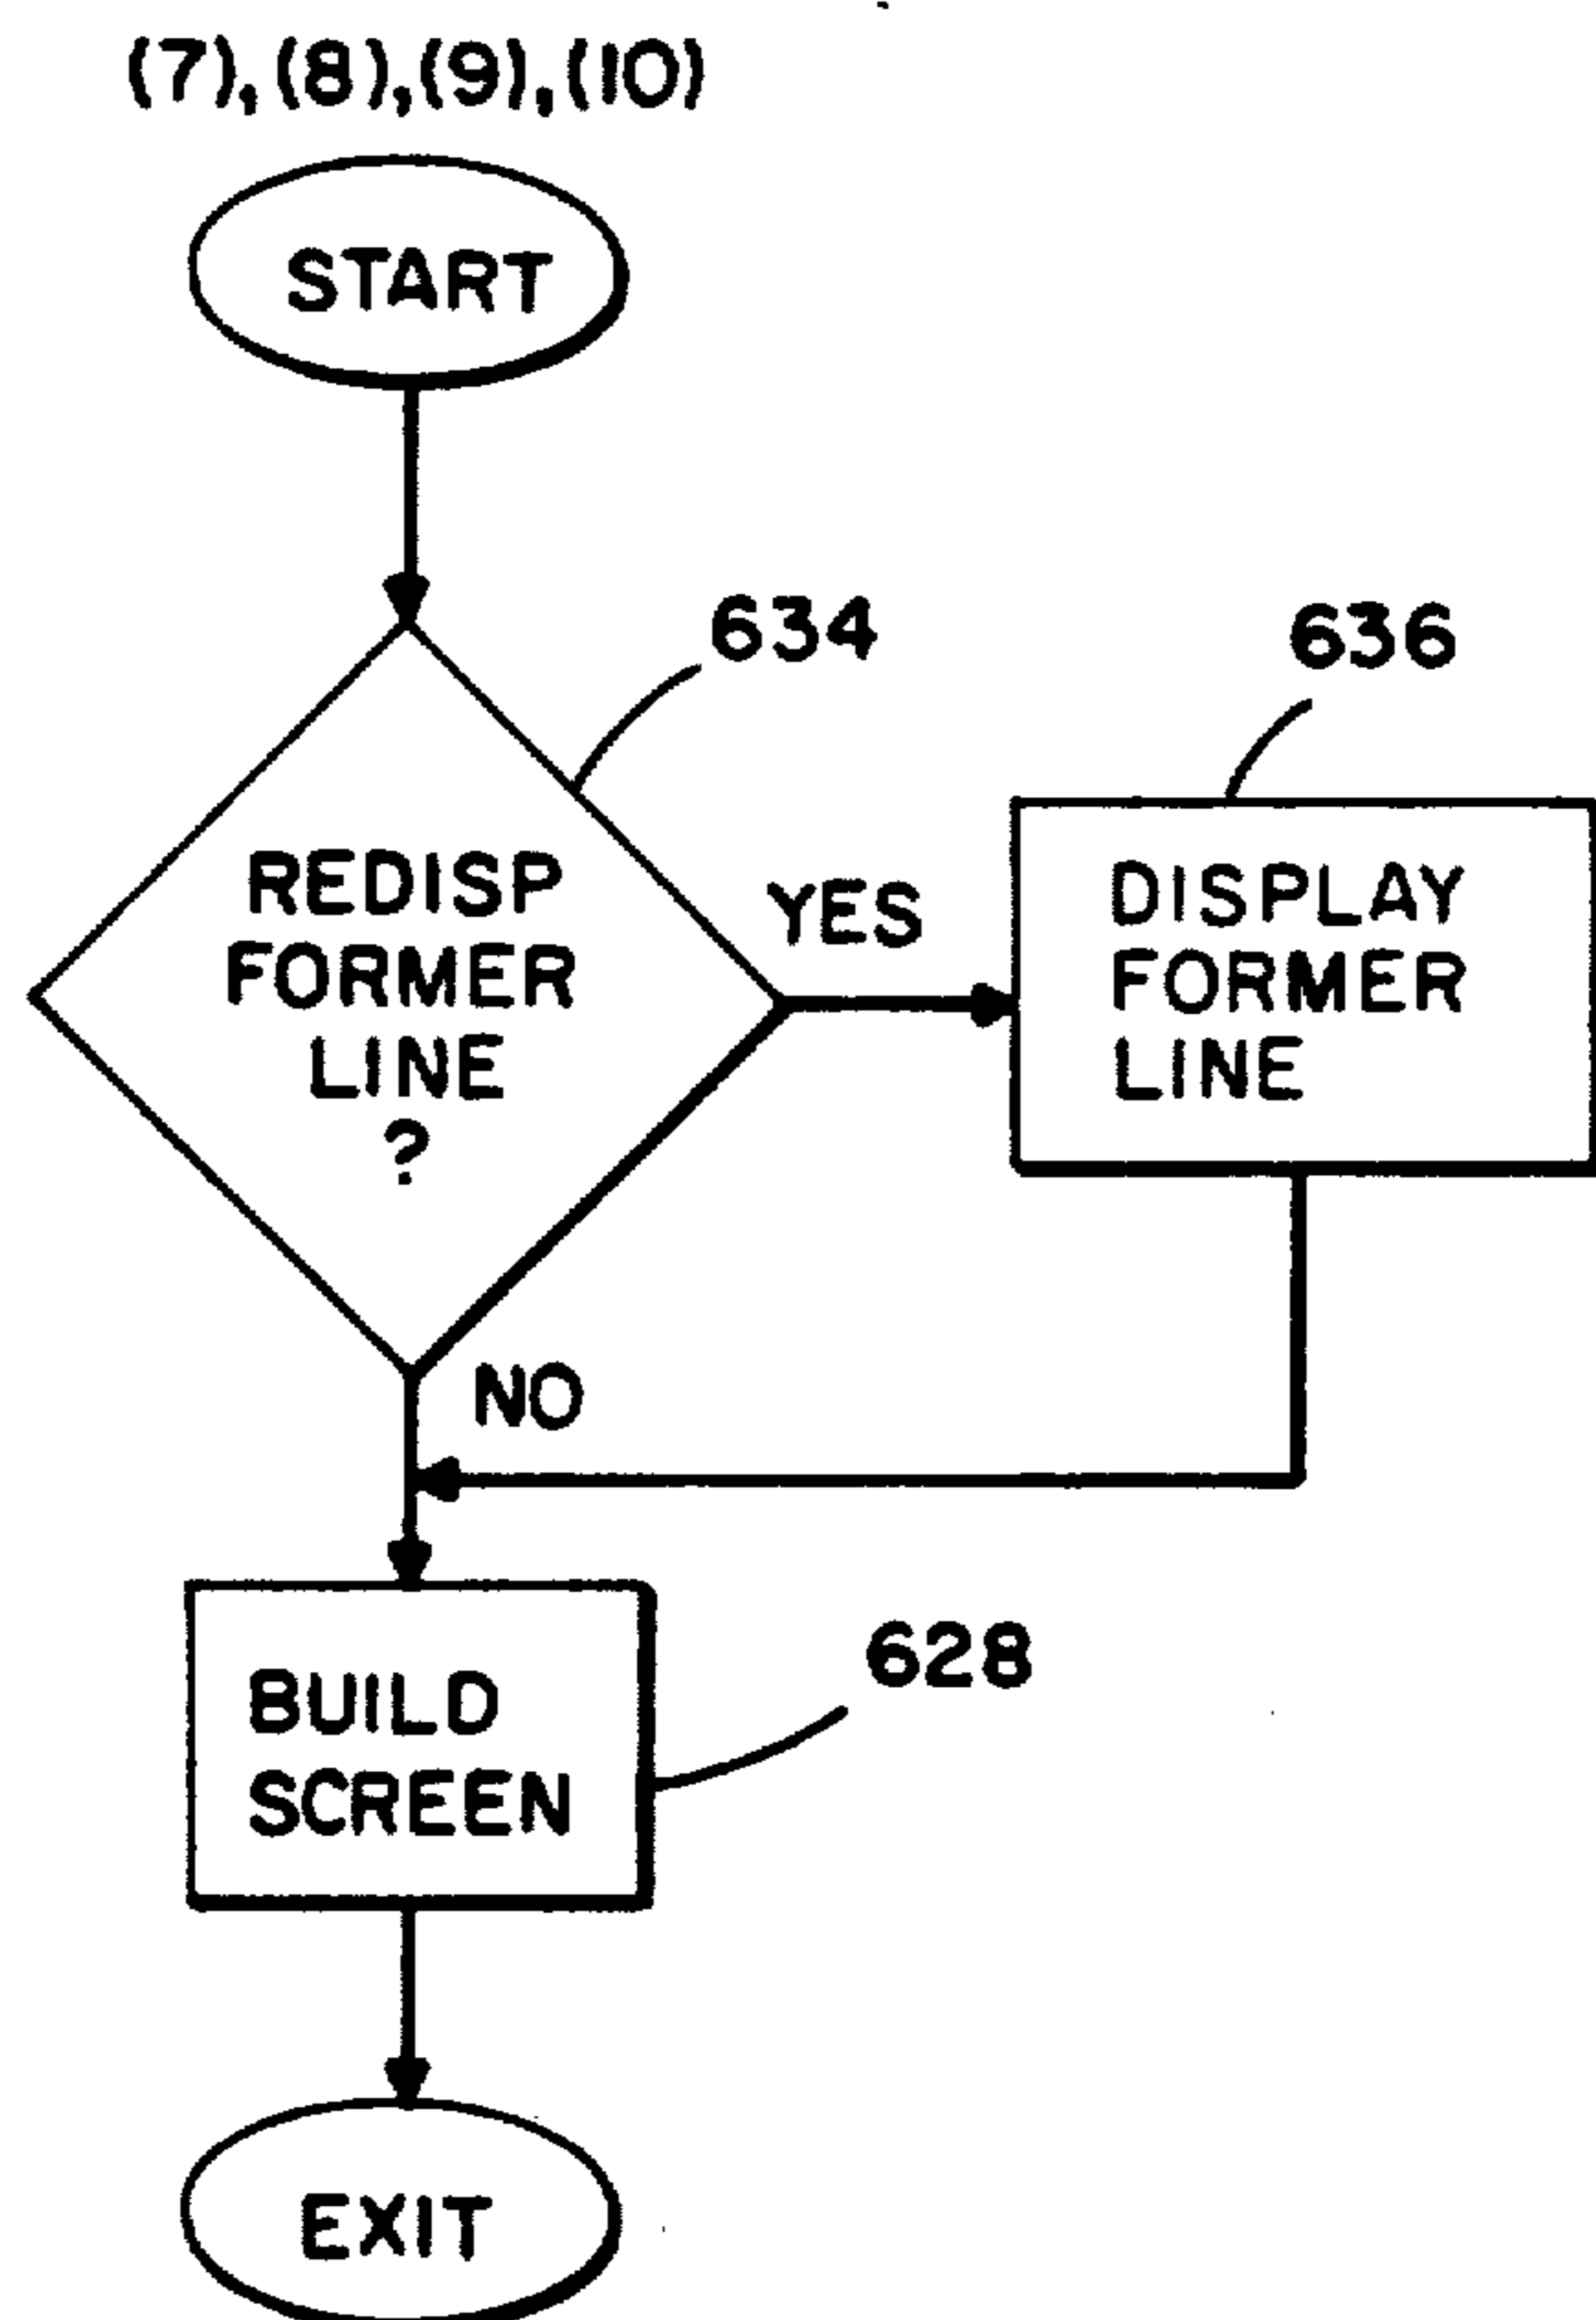 (7),(8),(9),(10)
START
634
636
REDISP
FORMER
LINE
?
YES
DISPLAY
FORMER
LINE
NO
628
BUILD
SCREEN
EXIT